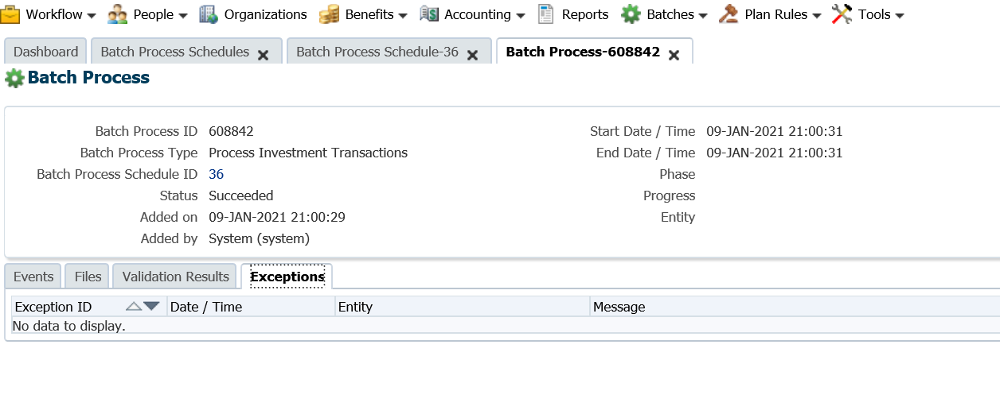 Workflow People Organizations Benefits Accounting Reports Batches Plan Rules Tools
Dashboard Batch Process Schedules Batch Process Schedule-36 Batch Process-608842
Batch Process
Batch Process ID 608842 Start Date / Time 09-JAN-2021 21:00:31
Batch Process Type Process Investment Transactions End Date / Time 09-JAN-2021 21:00:31
Batch Process Schedule ID 36 Phase
Status Succeeded Progress
Added on 09-JAN-2021 21:00:29 Entity
Added by System (system)
Events Files Validation Results Exceptions
Exception ID Date / Time Entity Message
No data to display.